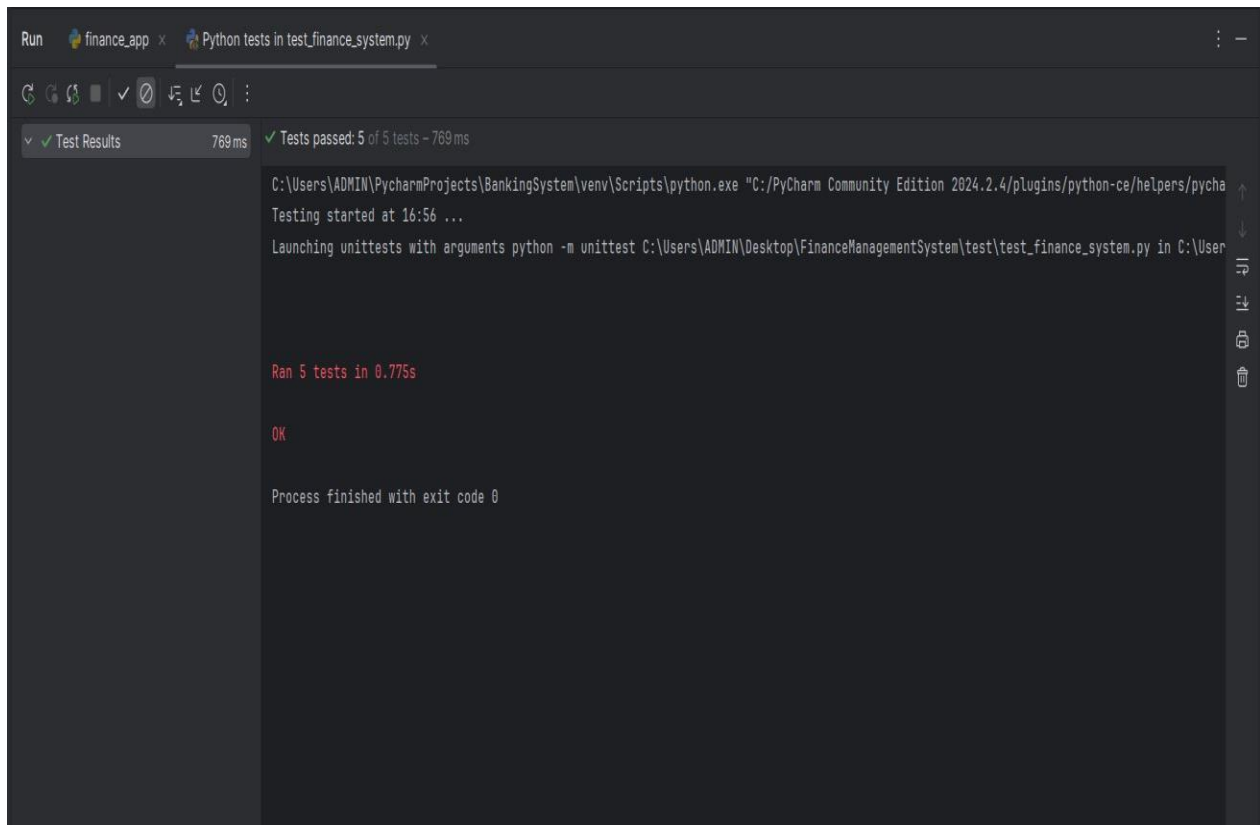 Run finance_app × Python tests in test_finance_system.py ×
Test Results 769 ms Tests passed: 5 of 5 tests – 769 ms
C:\Users\ADMIN\PycharmProjects\BankingSystem\venv\Scripts\python.exe "C:/PyCharm Community Edition 2024.2.4/plugins/python-ce/helpers/pycha
Testing started at 16:56 ...
Launching unittests with arguments python -m unittest C:\Users\ADMIN\Desktop\FinanceManagementSystem\test\test_finance_system.py in C:\User
Ran 5 tests in 0.775s
OK
Process finished with exit code 0